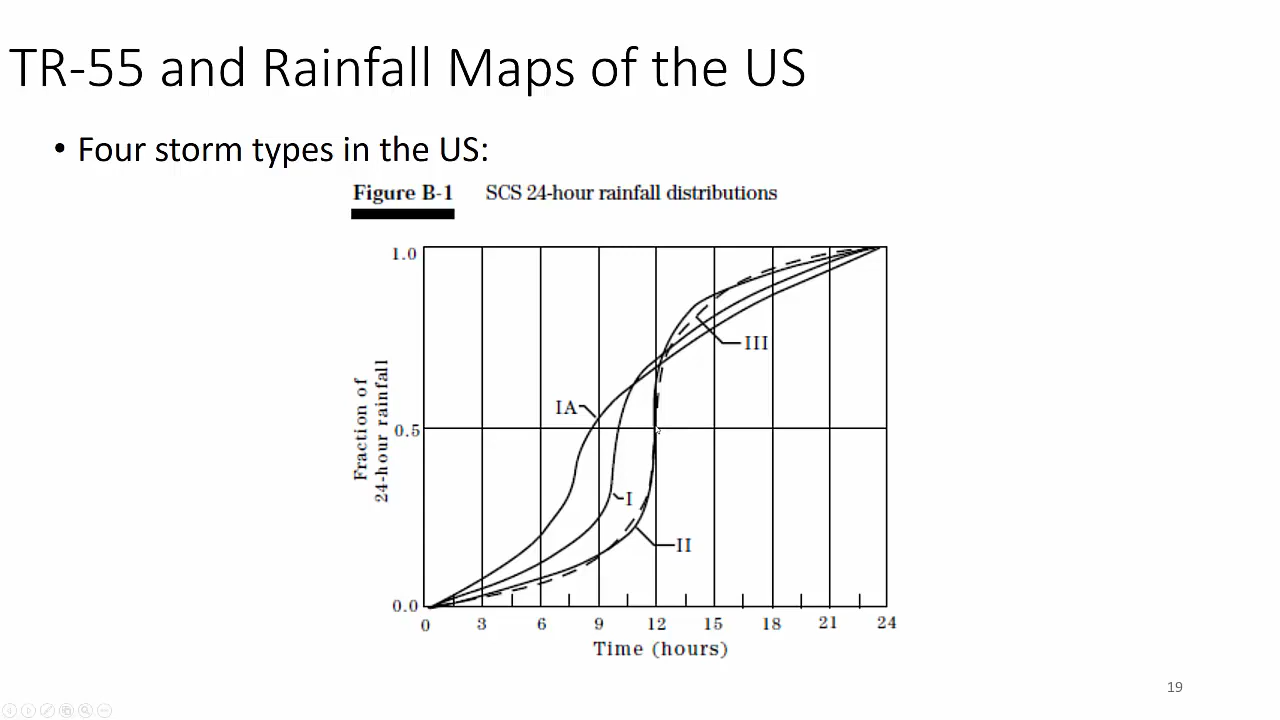 TR-55 and Rainfall Maps of the US
• Four storm types in the US:
Figure B-1 SCS 24-hour rainfall distributions
1.0
III
Fraction of
24-hour rainfall
IA
0.5
I
II
0.0
0 3 6 9 12 15 18 21 24
Time (hours)
19